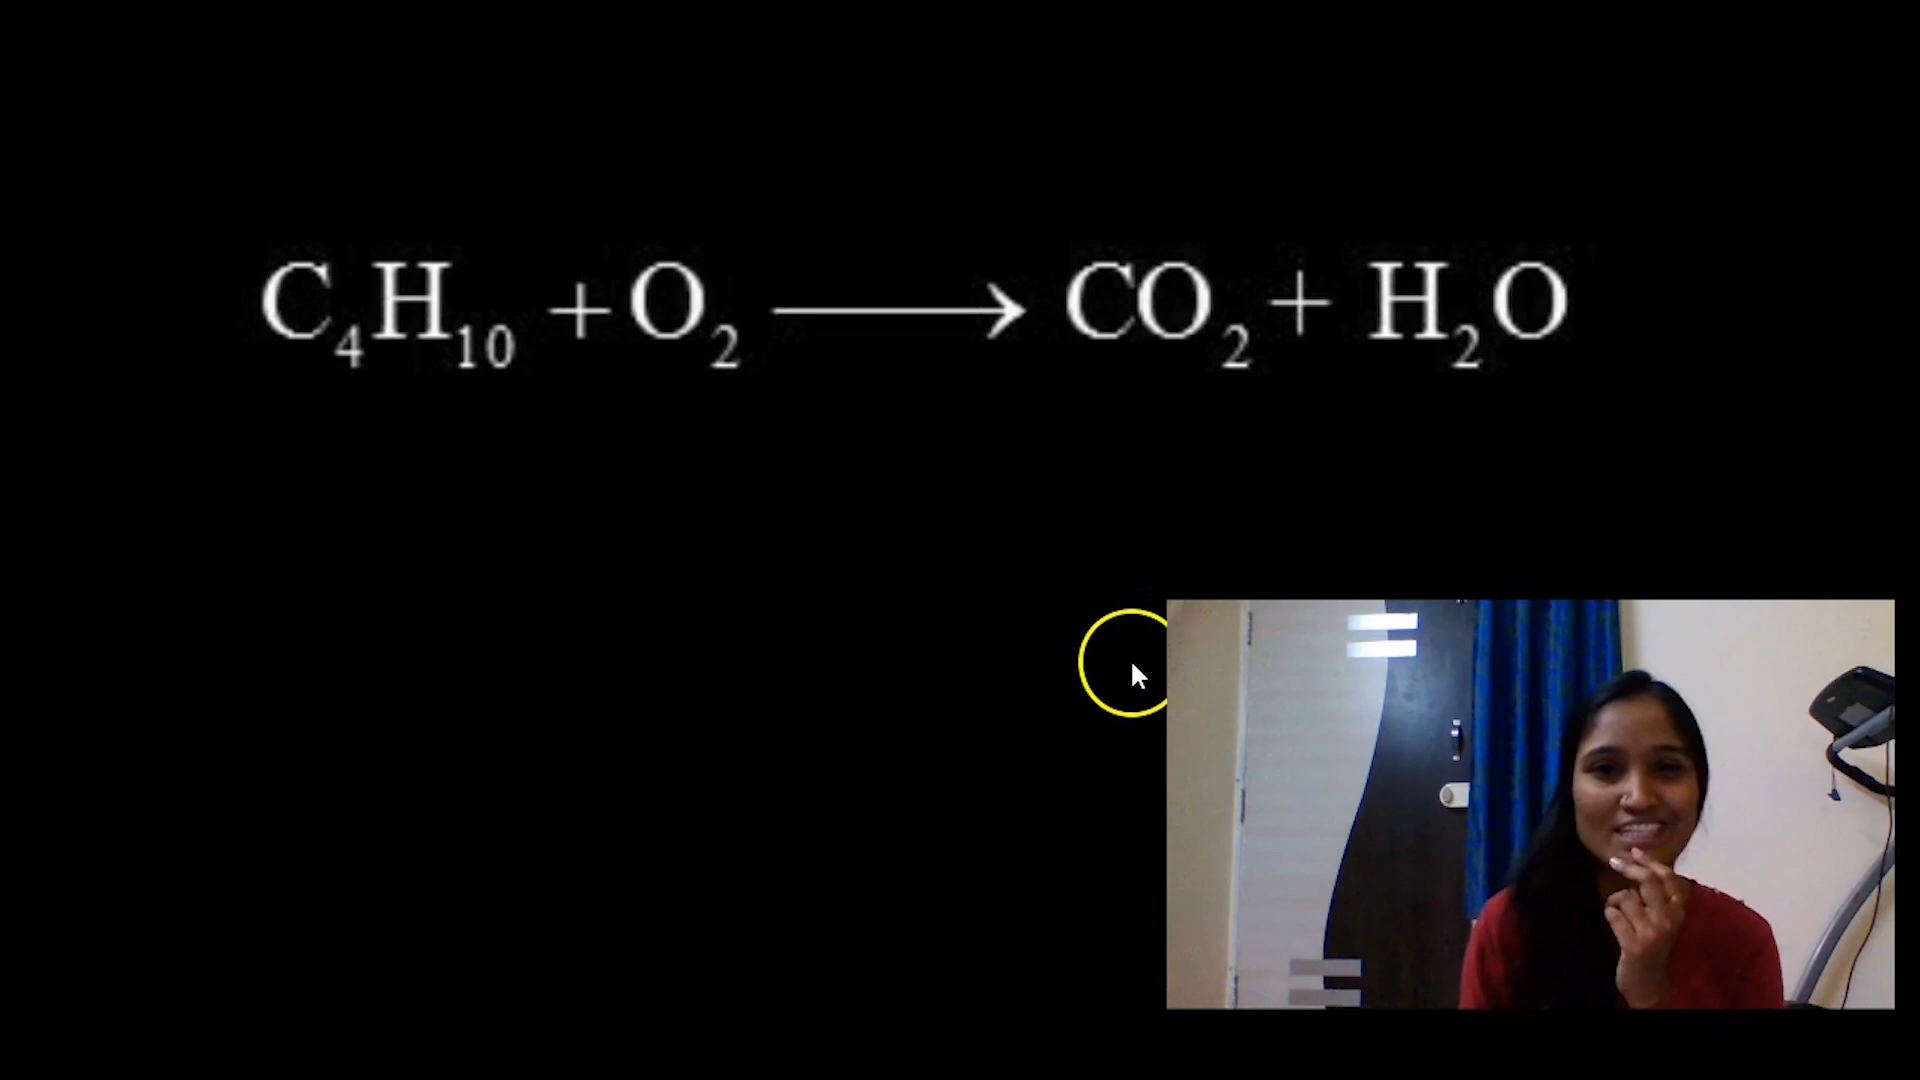 C₄H₁₀ + O₂ ⟶ CO₂ + H₂O